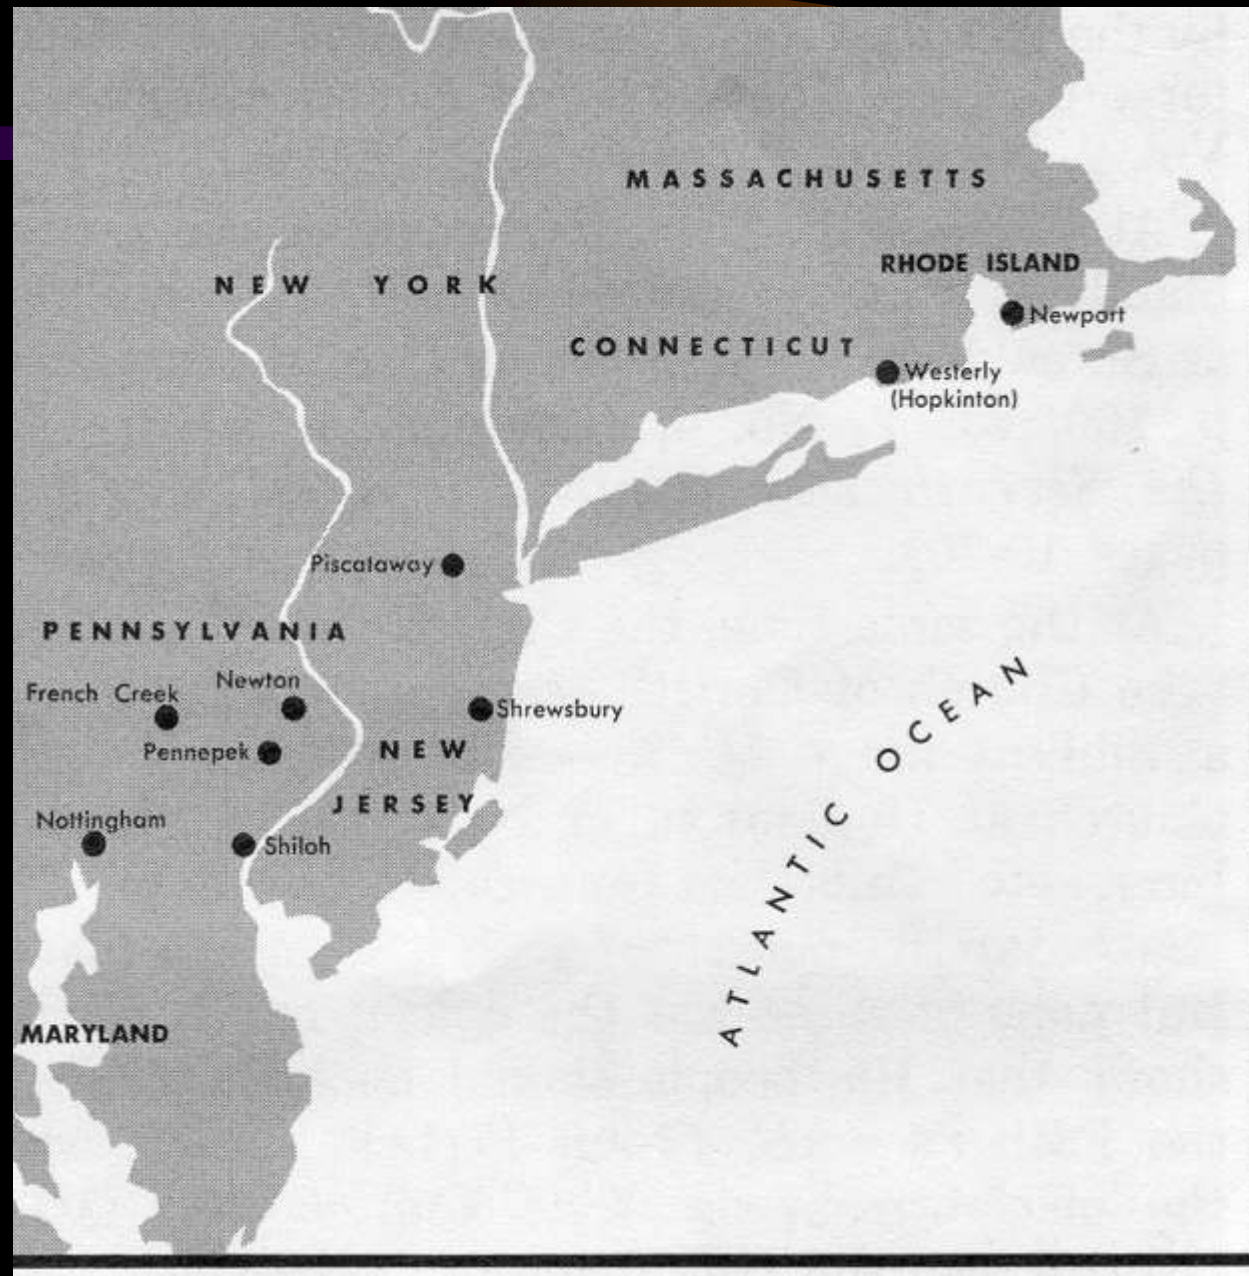 MASSACHUSETTS
RHODE ISLAND
NEW YORK
Newport
CONNECTICUT
Westerly
(Hopkinton)
Piscataway
PENNSYLVANIA
Newton
French Creek
Shrewsbury
Pennepek
NEW
JERSEY
ATLANTIC OCEAN
Nottingham
Shiloh
MARYLAND